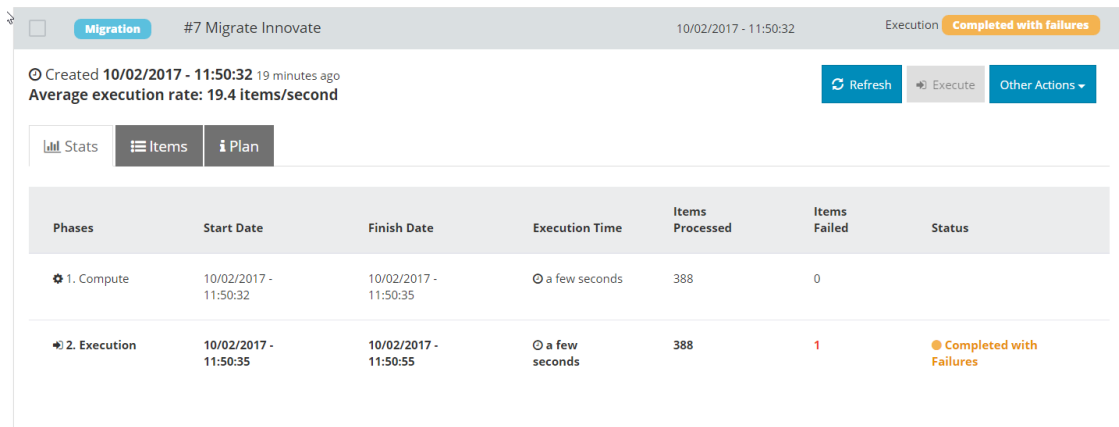 Migration #7 Migrate Innovate 10/02/2017 - 11:50:32 Execution Completed with failures
Created 10/02/2017 - 11:50:32 19 minutes ago
Average execution rate: 19.4 items/second
Refresh Execute Other Actions
Stats Items Plan
Phases Start Date Finish Date Execution Time Items Processed Items Failed Status
1. Compute 10/02/2017 - 11:50:32 10/02/2017 - 11:50:35 a few seconds 388 0
2. Execution 10/02/2017 - 11:50:35 10/02/2017 - 11:50:55 a few seconds 388 1 Completed with Failures